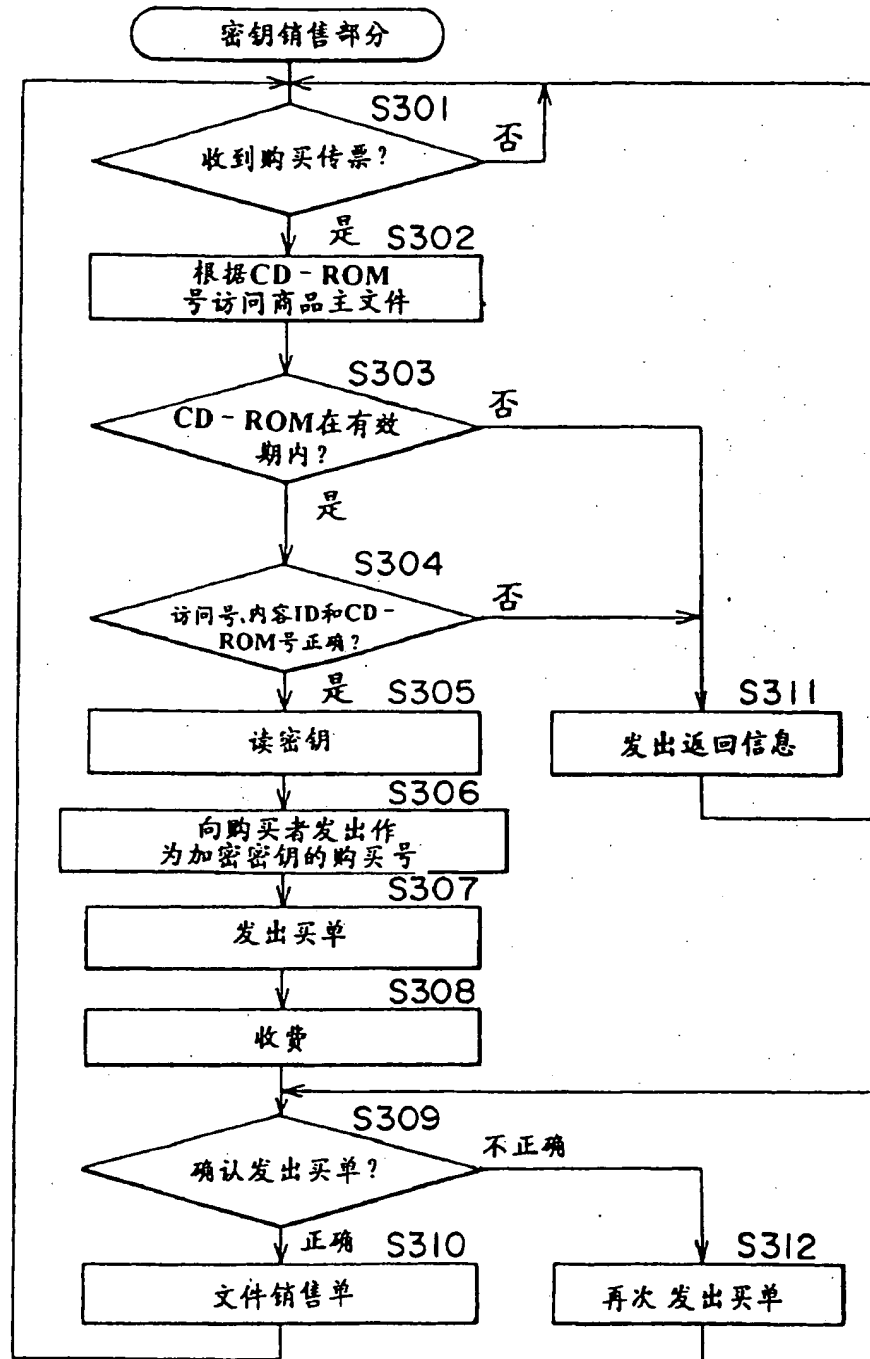 密钥销售部分
S301
收到购买传票?
否
是
S302
根据CD-ROM
号访问商品主文件
S303
CD-ROM在有效
期内?
否
是
S304
访问号、内容ID和CD-
ROM号正确?
否
是
S305
读密钥
S311
发出返回信息
S306
向购买者发出作
为加密密钥的购买号
S307
发出买单
S308
收费
S309
确认发出买单?
不正确
正确
S310
文件销售单
S312
再次发出买单